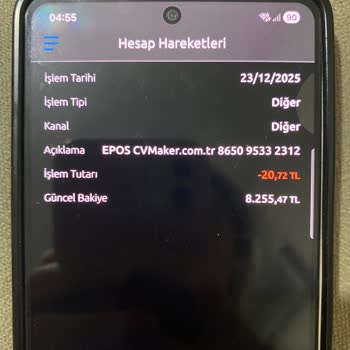 04:55
90
Hesap Hareketleri
İşlem Tarihi 23/12/2025
İşlem Tipi Diğer
Kanal Diğer
Açıklama EPOS CVMaker.com.tr 8650 9533 2312
İşlem Tutarı -20,72 TL
Güncel Bakiye 8.255,47 TL